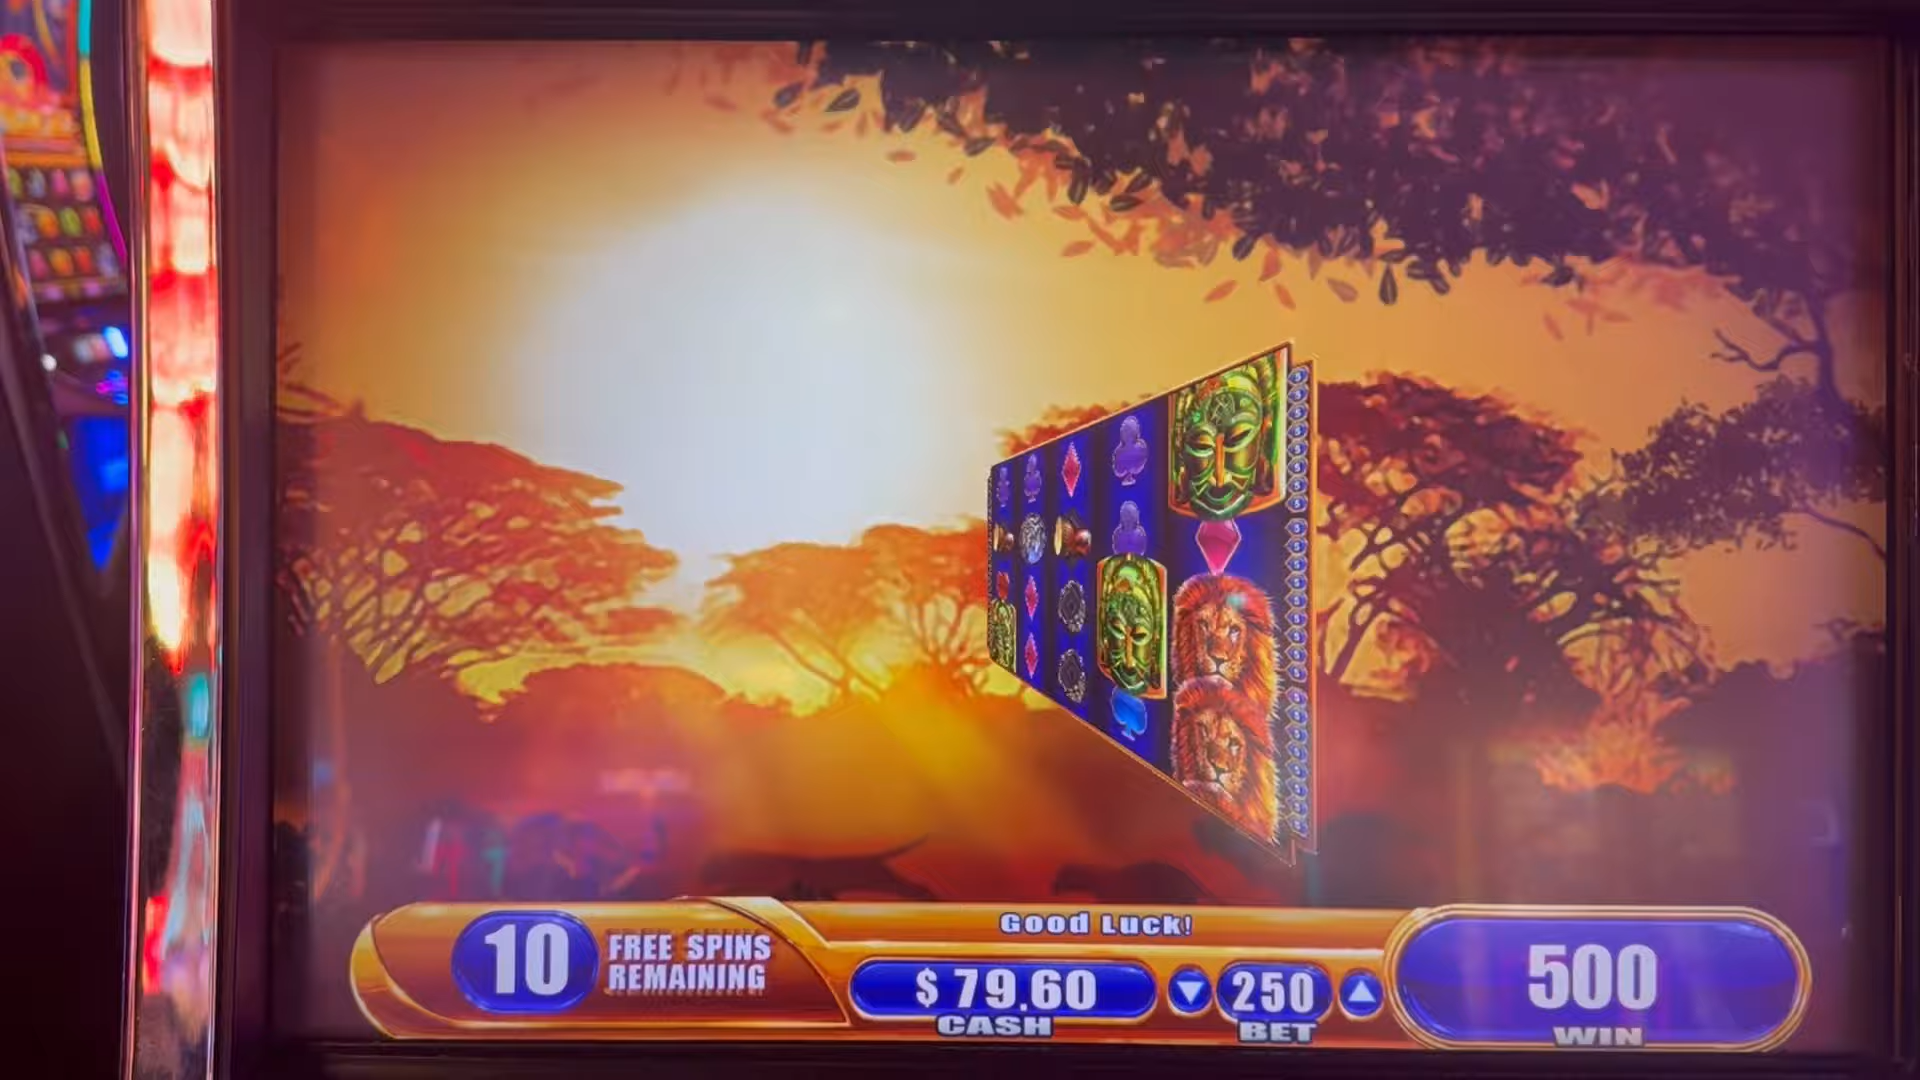 Good Luck!
10
FREE SPINS
REMAINING
$ 79.60
CASH
250
BET
500
WIN